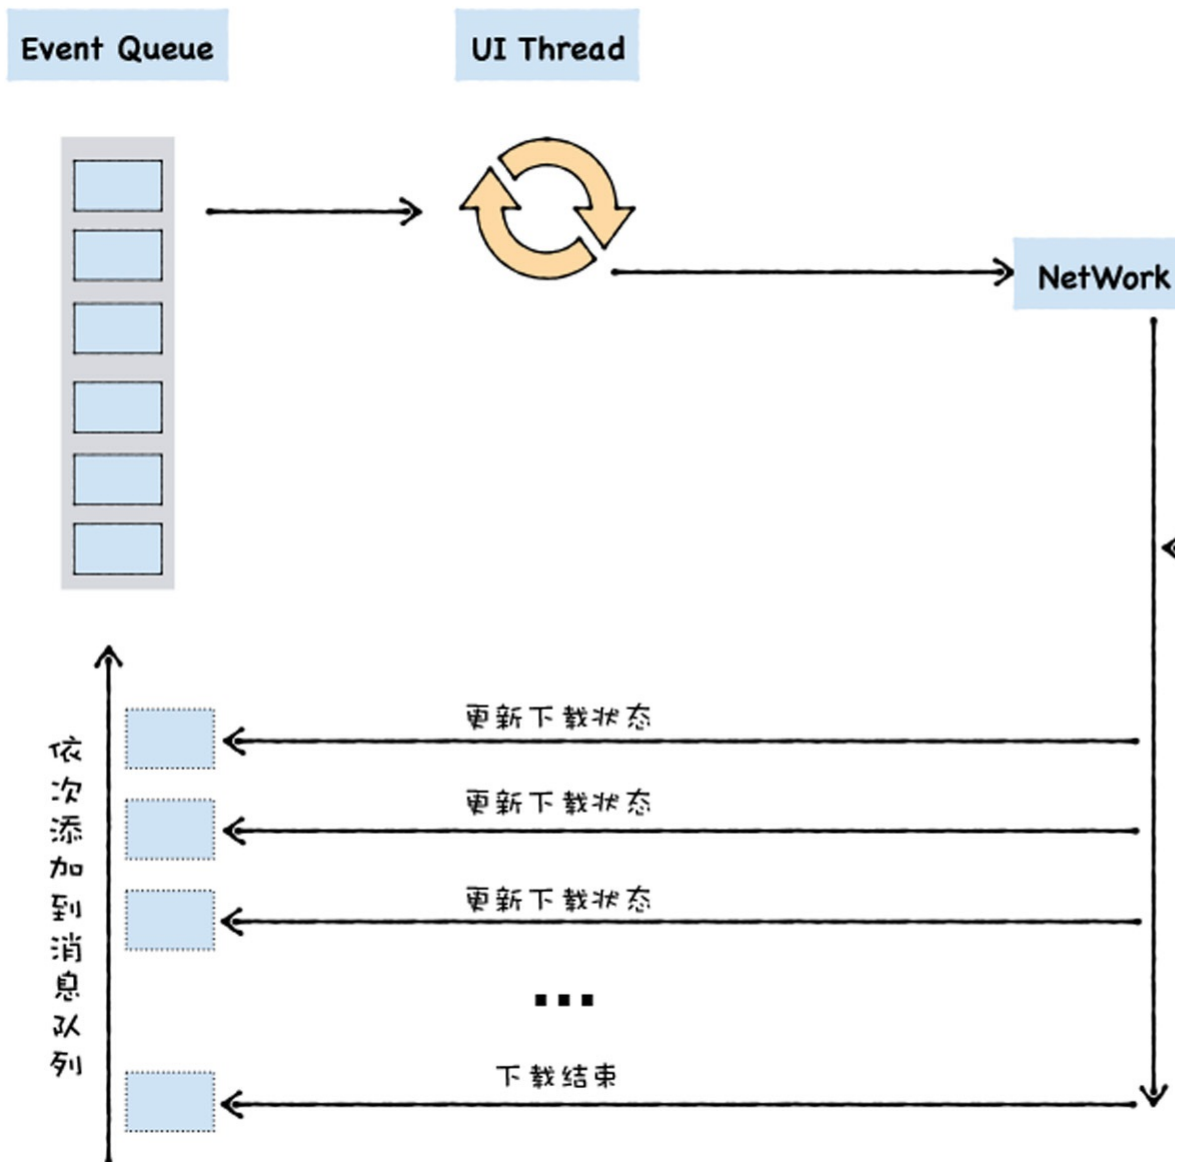 Event Queue
UI Thread
NetWork
更新下载状态
更新下载状态
更新下载状态
...
下载结束
依次添加到消息队列